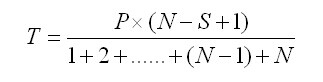 T = P×(N−S+1) / 1+2+……+(N−1)+N